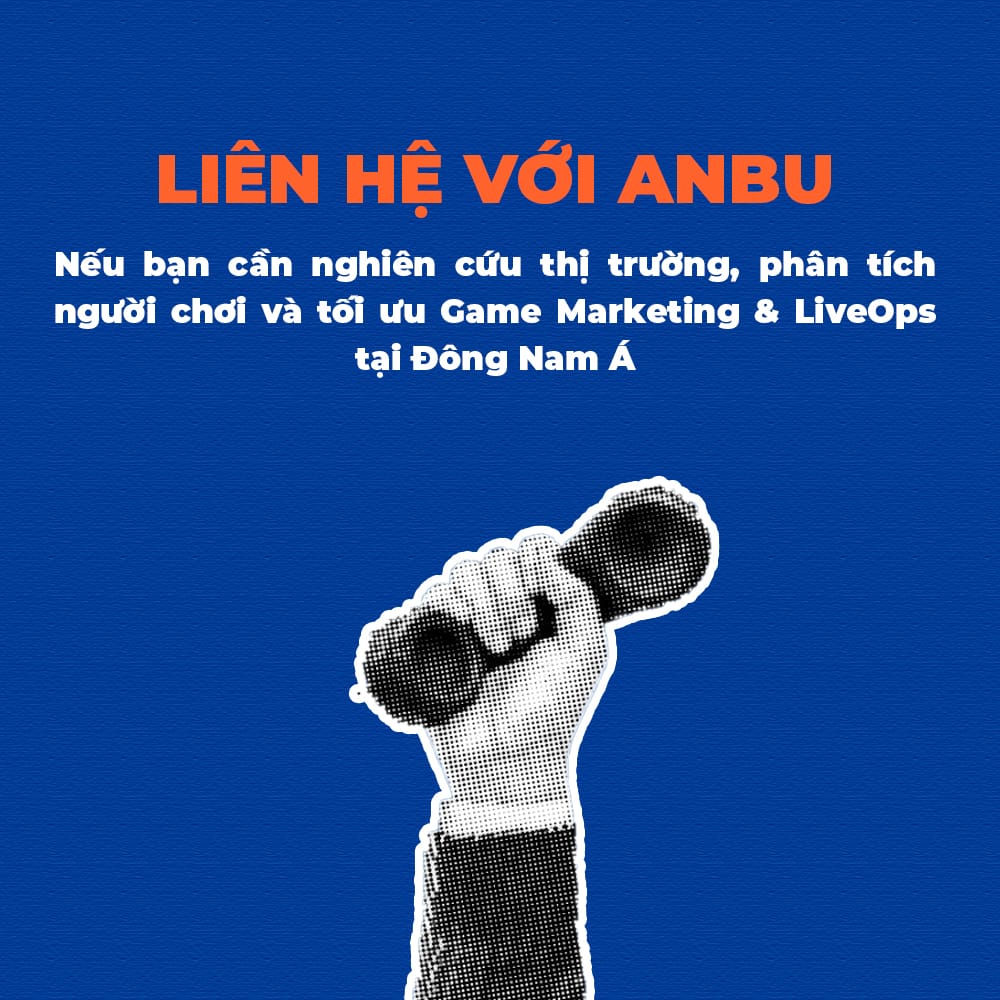 LIÊN HỆ VỚI ANBU
Nếu bạn cần nghiên cứu thị trường, phân tích
người chơi và tối ưu Game Marketing & LiveOps
tại Đông Nam Á